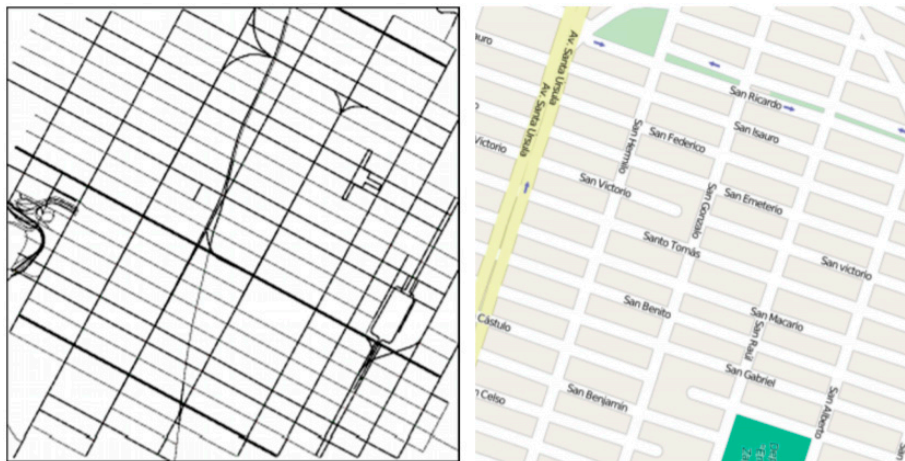 Isauro
Av. Santa Ursula
Av. Santa Ursula
San Ricardo
San Hermilo
San Federico
San Isauro
Victorio
San Victorio
San Gonzalo
San Emeterio
Santo Tomás
San victorio
San Benito
San Macario
Cástulo
San Raúl
San Gabriel
San Celso
San Benjamín
San Alberto
San